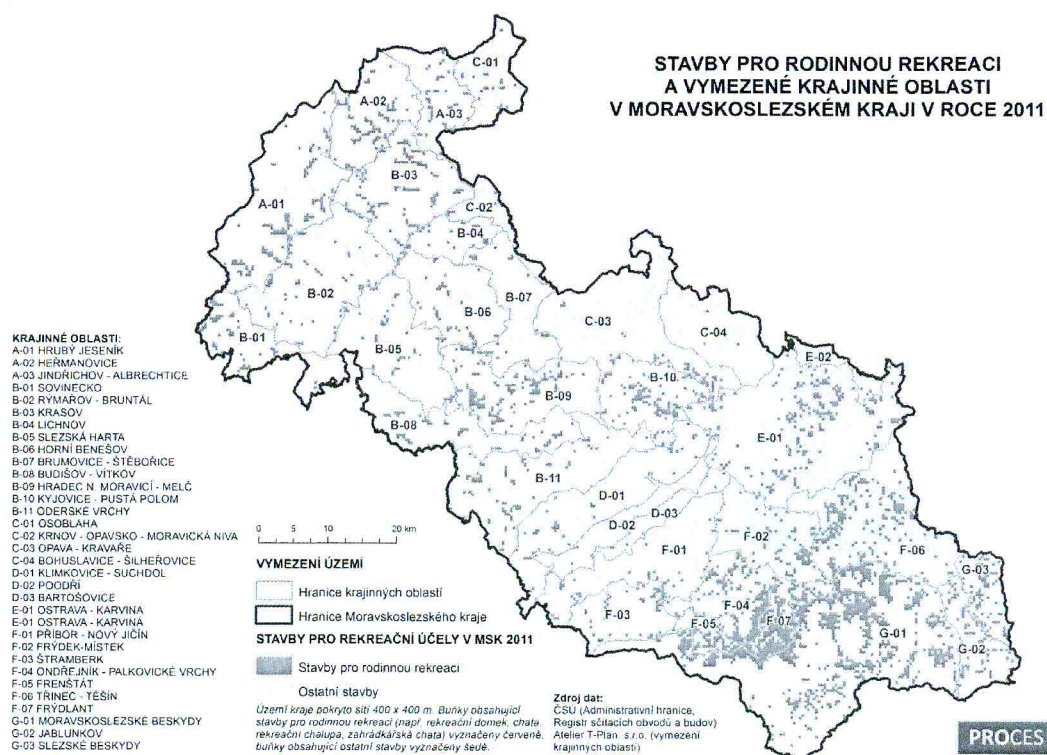 STAVBY PRO RODINNOU REKREACI
A VYMEZENÉ KRAJINNÉ OBLASTI
V MORAVSKOSLEZSKÉM KRAJI V ROCE 2011
C-01
A-02
A-03
B-03
A-01
C-02
B-04
B-02
B-07
B-06
C-03
C-04
B-01
B-05
E-02
B-10
B-09
B-08
E-01
B-11
D-01
D-03
D-02
F-01
F-02
F-06
G-03
F-03
F-04
F-05
F-07
G-01
G-02
KRAJINNÉ OBLASTI:
A-01 HRUBÝ JESENÍK
A-02 HEŘMANOVICE
A-03 JINDŘICHOV - ALBRECHTICE
B-01 SOVINECKO
B-02 RÝMAŘOV - BRUNTÁL
B-03 KRASOV
B-04 LICHNOV
B-05 SLEZSKÁ HARTA
B-06 HORNÍ BENEŠOV
B-07 BRUMOVICE - ŠTĚBOŘICE
B-08 BUDIŠOV - VÍTKOV
B-09 HRADEC N. MORAVICÍ - MELČ
B-10 KYJOVICE - PUSTÁ POLOM
B-11 ODERSKÉ VRCHY
C-01 OSOBLAHA
C-02 KRNOV - OPAVSKO - MORAVICKÁ NIVA
C-03 OPAVA - KRAVAŘE
C-04 BOHUSLAVICE - ŠILHEŘOVICE
D-01 KLIMKOVICE - SUCHDOL
D-02 POODŘÍ
D-03 BARTOŠOVICE
E-01 OSTRAVA - KARVINA
E-01 OSTRAVA - KARVINA
F-01 PŘÍBOR - NOVÝ JIČÍN
F-02 FRÝDEK-MÍSTEK
F-03 ŠTRAMBERK
F-04 ONDŘEJNÍK - PALKOVICKÉ VRCHY
F-05 FRENŠTÁT
F-06 TŘINEC - TĚŠÍN
F-07 FRÝDLANT
G-01 MORAVSKOSLEZSKÉ BESKYDY
G-02 JABLUNKOV
G-03 SLEZSKÉ BESKYDY
0 5 10 20 km
VYMEZENÍ ÚZEMÍ
Hranice krajinných oblastí
Hranice Moravskoslezského kraje
STAVBY PRO REKREAČNÍ ÚČELY V MSK 2011
Stavby pro rodinnou rekreaci
Ostatní stavby
Území kraje pokryto sítí 400 x 400 m. Buňky obsahující
stavby pro rodinnou rekreaci (např. rekreační domek, chata,
rekreační chalupa, zahrádkářská chata) vyznačeny červeně,
buňky obsahující ostatní stavby vyznačeny šedě.
Zdroj dat:
ČSÚ (Administrativní hranice,
Registr sčítacích obvodů a budov)
Atelier T-Plan, s.r.o. (vymezení
krajinných oblastí)
PROCES